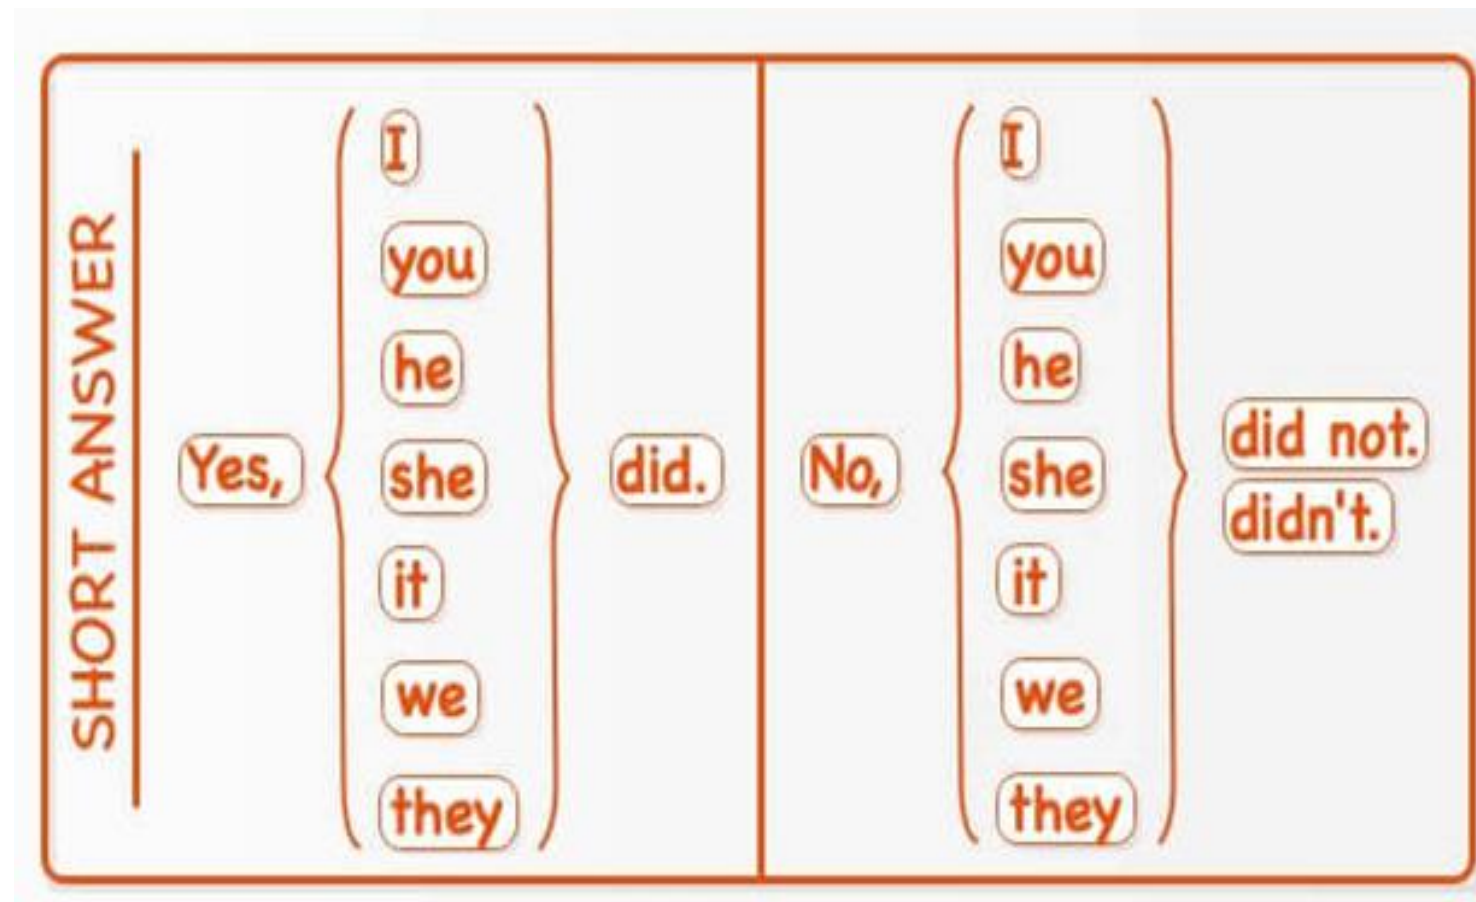 SHORT ANSWER
Yes,
I
you
he
she
it
we
they
did.
No,
I
you
he
she
it
we
they
did not.
didn't.